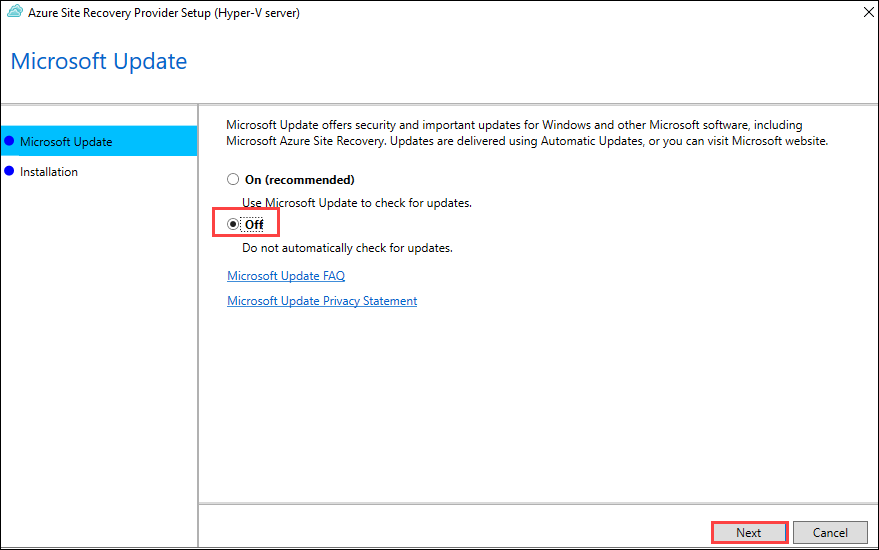 Azure Site Recovery Provider Setup (Hyper-V server)
Microsoft Update
Microsoft Update
Installation
Microsoft Update offers security and important updates for Windows and other Microsoft software, including
Microsoft Azure Site Recovery. Updates are delivered using Automatic Updates, or you can visit Microsoft website.
On (recommended)
Use Microsoft Update to check for updates.
Off
Do not automatically check for updates.
Microsoft Update FAQ
Microsoft Update Privacy Statement
Next
Cancel